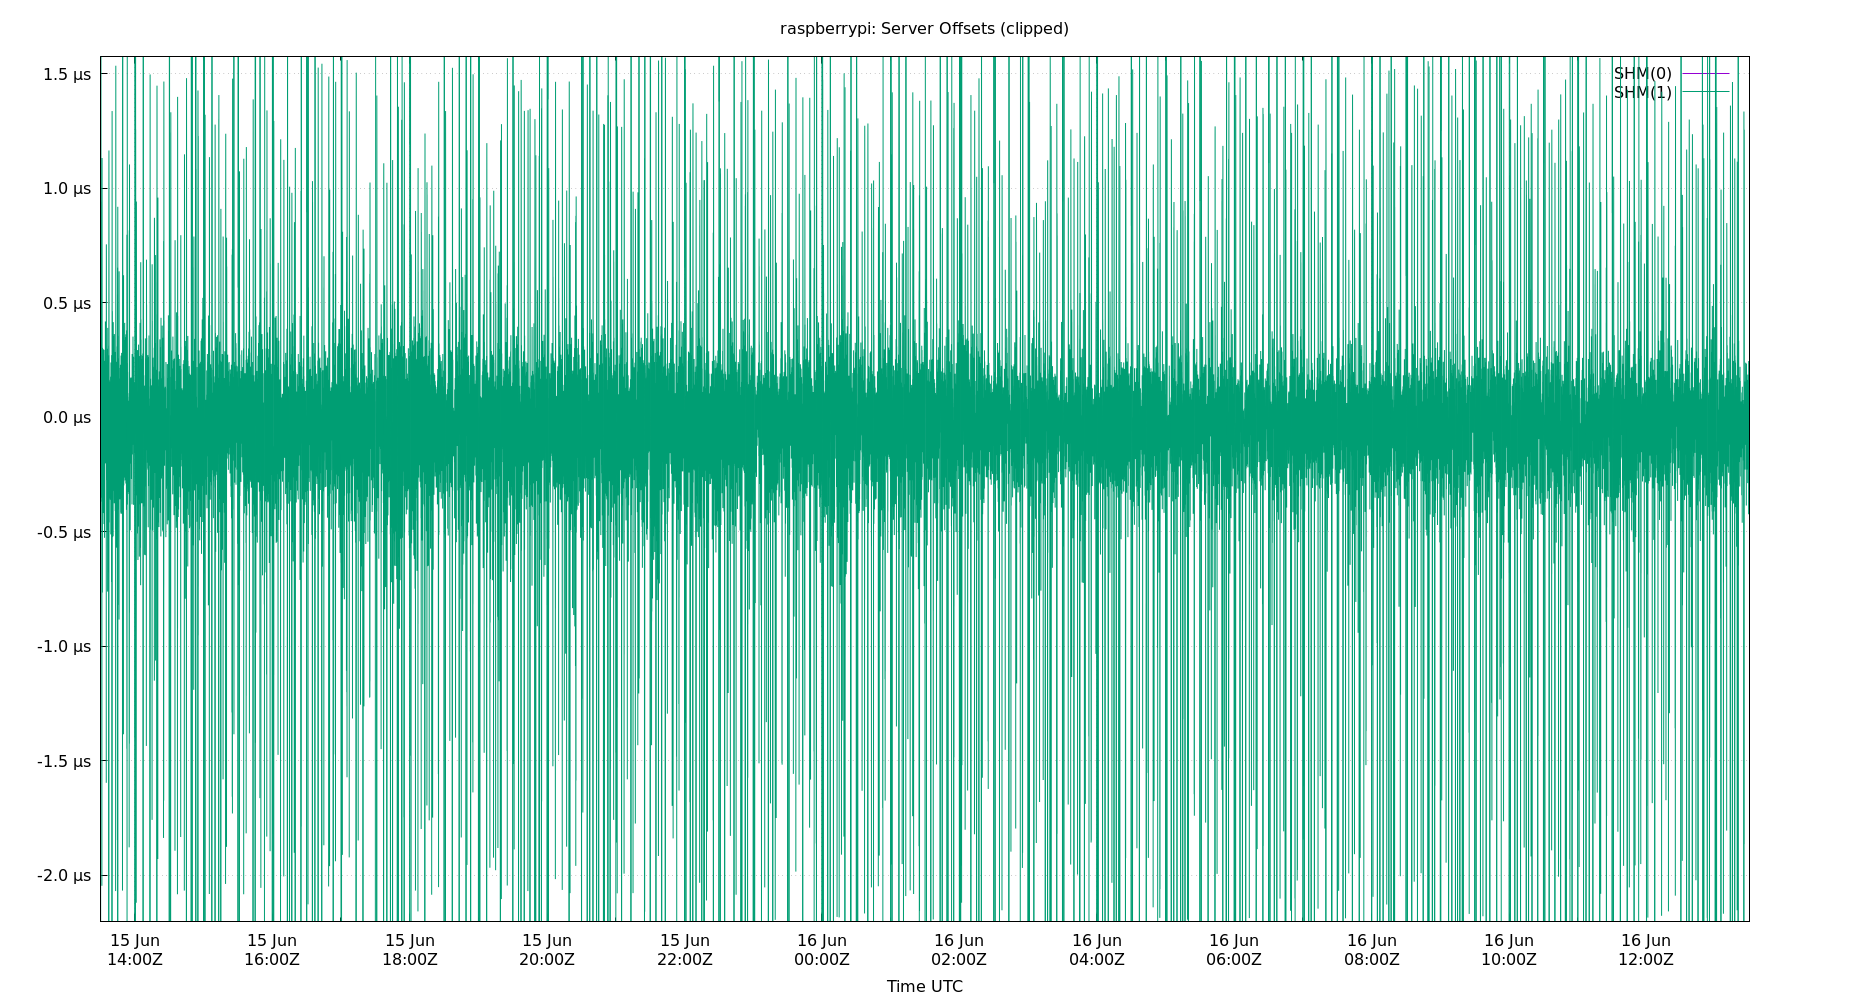 raspberrypi: Server Offsets (clipped)
SHM(0)
SHM(1)
1.5 µs
1.0 µs
0.5 µs
0.0 µs
-0.5 µs
-1.0 µs
-1.5 µs
-2.0 µs
15 Jun 15 Jun 15 Jun 15 Jun 15 Jun 16 Jun 16 Jun 16 Jun 16 Jun 16 Jun 16 Jun 16 Jun
14:00Z 16:00Z 18:00Z 20:00Z 22:00Z 00:00Z 02:00Z 04:00Z 06:00Z 08:00Z 10:00Z 12:00Z
Time UTC